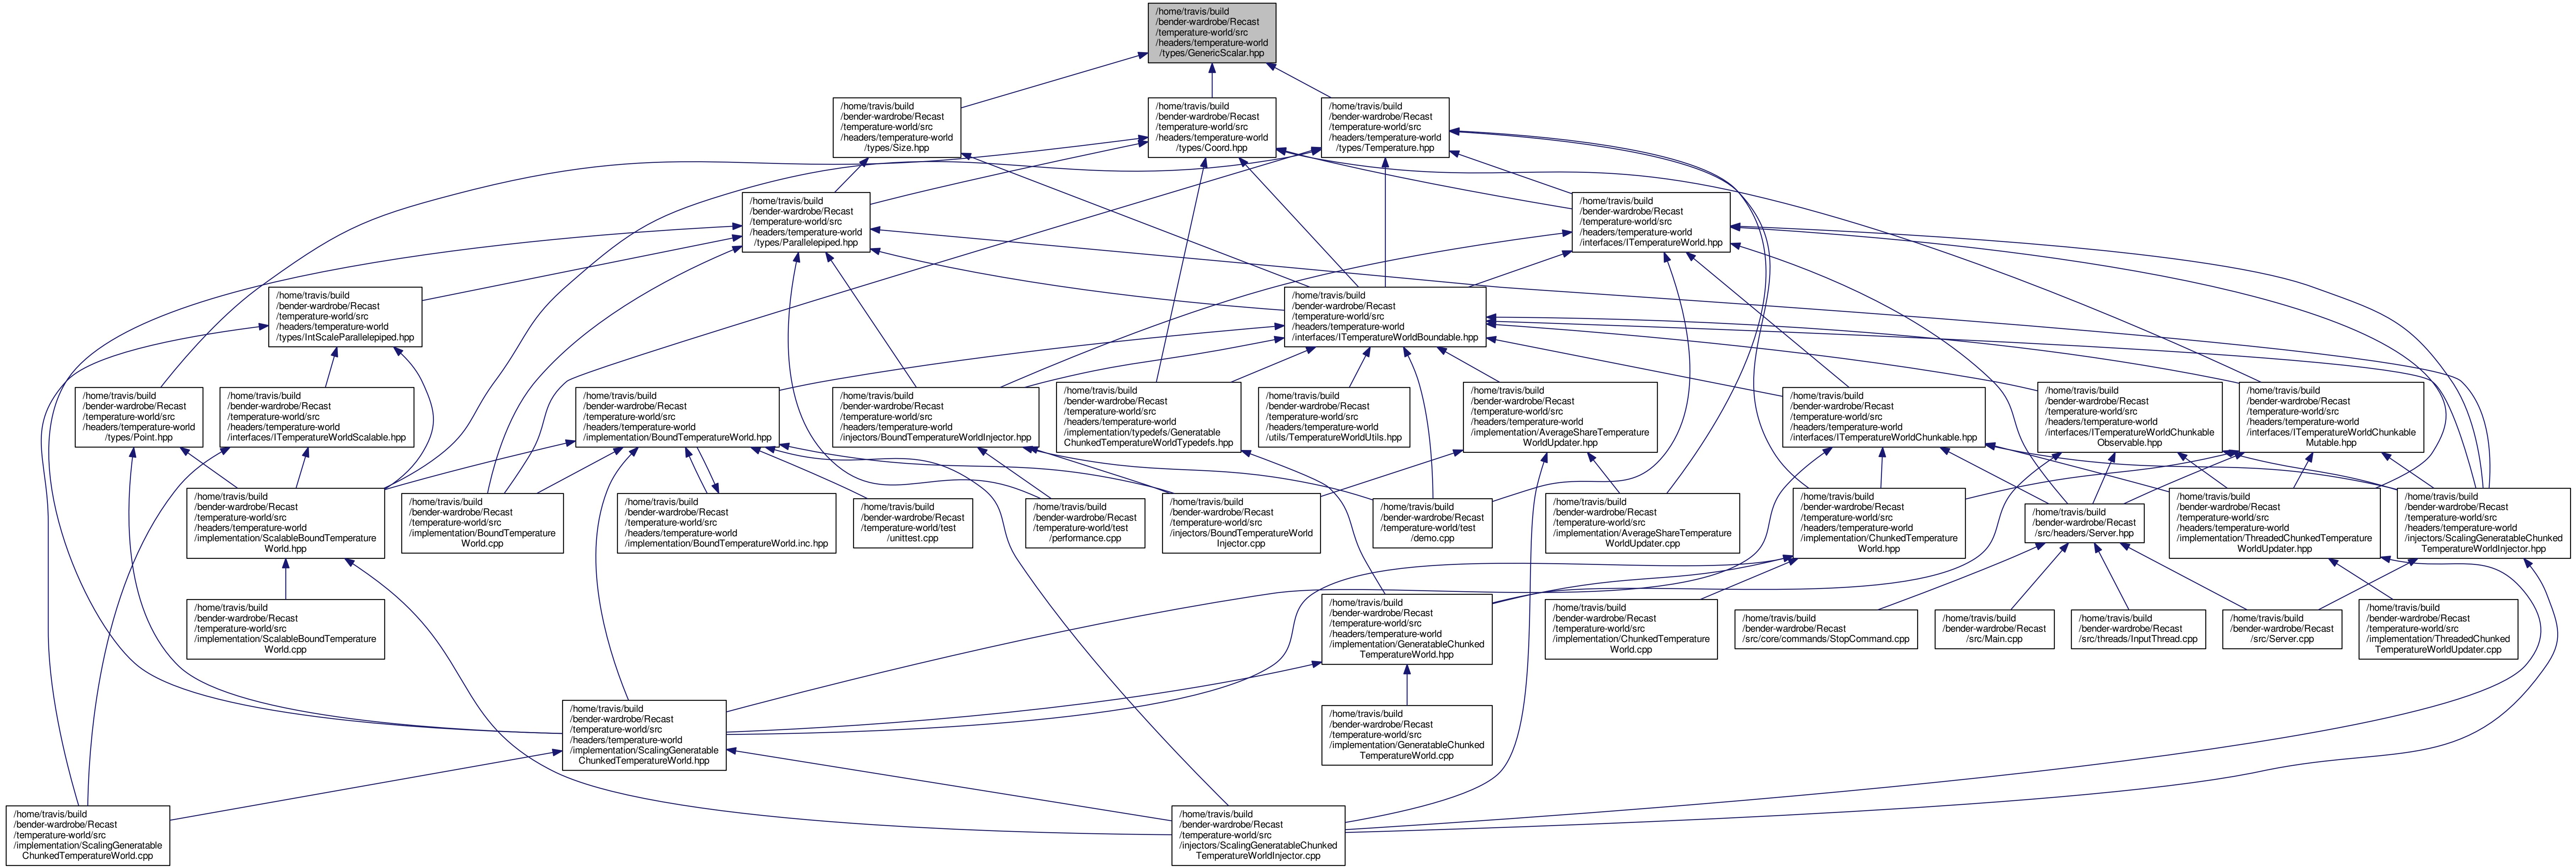 /home/travis/build
/bender-wardrobe/Recast
/temperature-world/src
/headers/temperature-world
/types/GenericScalar.hpp
/home/travis/build
/bender-wardrobe/Recast
/temperature-world/src
/headers/temperature-world
/types/Size.hpp
/home/travis/build
/bender-wardrobe/Recast
/temperature-world/src
/headers/temperature-world
/types/Coord.hpp
/home/travis/build
/bender-wardrobe/Recast
/temperature-world/src
/headers/temperature-world
/types/Temperature.hpp
/home/travis/build
/bender-wardrobe/Recast
/temperature-world/src
/headers/temperature-world
/types/Parallelepiped.hpp
/home/travis/build
/bender-wardrobe/Recast
/temperature-world/src
/headers/temperature-world
/interfaces/ITemperatureWorld.hpp
/home/travis/build
/bender-wardrobe/Recast
/temperature-world/src
/headers/temperature-world
/types/IntScaleParallelepiped.hpp
/home/travis/build
/bender-wardrobe/Recast
/temperature-world/src
/headers/temperature-world
/interfaces/ITemperatureWorldBoundable.hpp
/home/travis/build
/bender-wardrobe/Recast
/temperature-world/src
/headers/temperature-world
/types/Point.hpp
/home/travis/build
/bender-wardrobe/Recast
/temperature-world/src
/headers/temperature-world
/interfaces/ITemperatureWorldScalable.hpp
/home/travis/build
/bender-wardrobe/Recast
/temperature-world/src
/headers/temperature-world
/implementation/BoundTemperatureWorld.hpp
/home/travis/build
/bender-wardrobe/Recast
/temperature-world/src
/headers/temperature-world
/injectors/BoundTemperatureWorldInjector.hpp
/home/travis/build
/bender-wardrobe/Recast
/temperature-world/src
/headers/temperature-world
/implementation/typedefs/Generatable
ChunkedTemperatureWorldTypedefs.hpp
/home/travis/build
/bender-wardrobe/Recast
/temperature-world/src
/headers/temperature-world
/utils/TemperatureWorldUtils.hpp
/home/travis/build
/bender-wardrobe/Recast
/temperature-world/src
/headers/temperature-world
/implementation/AverageShareTemperature
WorldUpdater.hpp
/home/travis/build
/bender-wardrobe/Recast
/temperature-world/src
/headers/temperature-world
/interfaces/ITemperatureWorldChunkable.hpp
/home/travis/build
/bender-wardrobe/Recast
/temperature-world/src
/headers/temperature-world
/interfaces/ITemperatureWorldChunkable
Observable.hpp
/home/travis/build
/bender-wardrobe/Recast
/temperature-world/src
/headers/temperature-world
/interfaces/ITemperatureWorldChunkable
Mutable.hpp
/home/travis/build
/bender-wardrobe/Recast
/temperature-world/src
/headers/temperature-world
/implementation/ScalableBoundTemperature
World.hpp
/home/travis/build
/bender-wardrobe/Recast
/temperature-world/src
/implementation/BoundTemperature
World.cpp
/home/travis/build
/bender-wardrobe/Recast
/temperature-world/src
/headers/temperature-world
/implementation/BoundTemperatureWorld.inc.hpp
/home/travis/build
/bender-wardrobe/Recast
/temperature-world/test
/unittest.cpp
/home/travis/build
/bender-wardrobe/Recast
/temperature-world/test
/performance.cpp
/home/travis/build
/bender-wardrobe/Recast
/temperature-world/src
/injectors/BoundTemperatureWorld
Injector.cpp
/home/travis/build
/bender-wardrobe/Recast
/temperature-world/test
/demo.cpp
/home/travis/build
/bender-wardrobe/Recast
/temperature-world/src
/implementation/AverageShareTemperature
WorldUpdater.cpp
/home/travis/build
/bender-wardrobe/Recast
/temperature-world/src
/headers/temperature-world
/implementation/ChunkedTemperature
World.hpp
/home/travis/build
/bender-wardrobe/Recast
/src/headers/Server.hpp
/home/travis/build
/bender-wardrobe/Recast
/temperature-world/src
/headers/temperature-world
/implementation/ThreadedChunkedTemperature
WorldUpdater.hpp
/home/travis/build
/bender-wardrobe/Recast
/temperature-world/src
/headers/temperature-world
/injectors/ScalingGeneratableChunked
TemperatureWorldInjector.hpp
/home/travis/build
/bender-wardrobe/Recast
/temperature-world/src
/implementation/ScalableBoundTemperature
World.cpp
/home/travis/build
/bender-wardrobe/Recast
/temperature-world/src
/headers/temperature-world
/implementation/GeneratableChunked
TemperatureWorld.hpp
/home/travis/build
/bender-wardrobe/Recast
/temperature-world/src
/implementation/ChunkedTemperature
World.cpp
/home/travis/build
/bender-wardrobe/Recast
/src/core/commands/StopCommand.cpp
/home/travis/build
/bender-wardrobe/Recast
/src/Main.cpp
/home/travis/build
/bender-wardrobe/Recast
/src/threads/InputThread.cpp
/home/travis/build
/bender-wardrobe/Recast
/src/Server.cpp
/home/travis/build
/bender-wardrobe/Recast
/temperature-world/src
/implementation/ThreadedChunked
TemperatureWorldUpdater.cpp
/home/travis/build
/bender-wardrobe/Recast
/temperature-world/src
/headers/temperature-world
/implementation/ScalingGeneratable
ChunkedTemperatureWorld.hpp
/home/travis/build
/bender-wardrobe/Recast
/temperature-world/src
/implementation/GeneratableChunked
TemperatureWorld.cpp
/home/travis/build
/bender-wardrobe/Recast
/temperature-world/src
/implementation/ScalingGeneratable
ChunkedTemperatureWorld.cpp
/home/travis/build
/bender-wardrobe/Recast
/temperature-world/src
/injectors/ScalingGeneratableChunked
TemperatureWorldInjector.cpp